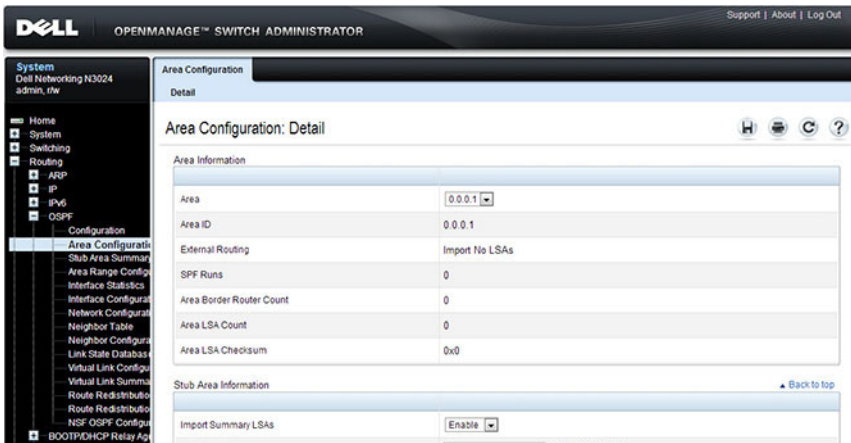 Support | About | Log Out
DELL OPENMANAGE™ SWITCH ADMINISTRATOR
System
Dell Networking N3024
admin, r/w
Home
System
Switching
Routing
ARP
IP
IPv6
OSPF
Configuration
Area Configuratio
Stub Area Summary
Area Range Configu
Interface Statistics
Interface Configurat
Network Configurati
Neighbor Table
Neighbor Configura
Link State Databas
Virtual Link Configu
Virtual Link Summa
Route Redistributio
Route Redistributio
NSF OSPF Configu
BOOTP/DHCP Relay Age
Area Configuration
Detail
Area Configuration: Detail
Area Information
Area 0.0.0.1
Area ID 0.0.0.1
External Routing Import No LSAs
SPF Runs 0
Area Border Router Count 0
Area LSA Count 0
Area LSA Checksum 0x0
Stub Area Information Back to top
Import Summary LSAs Enable